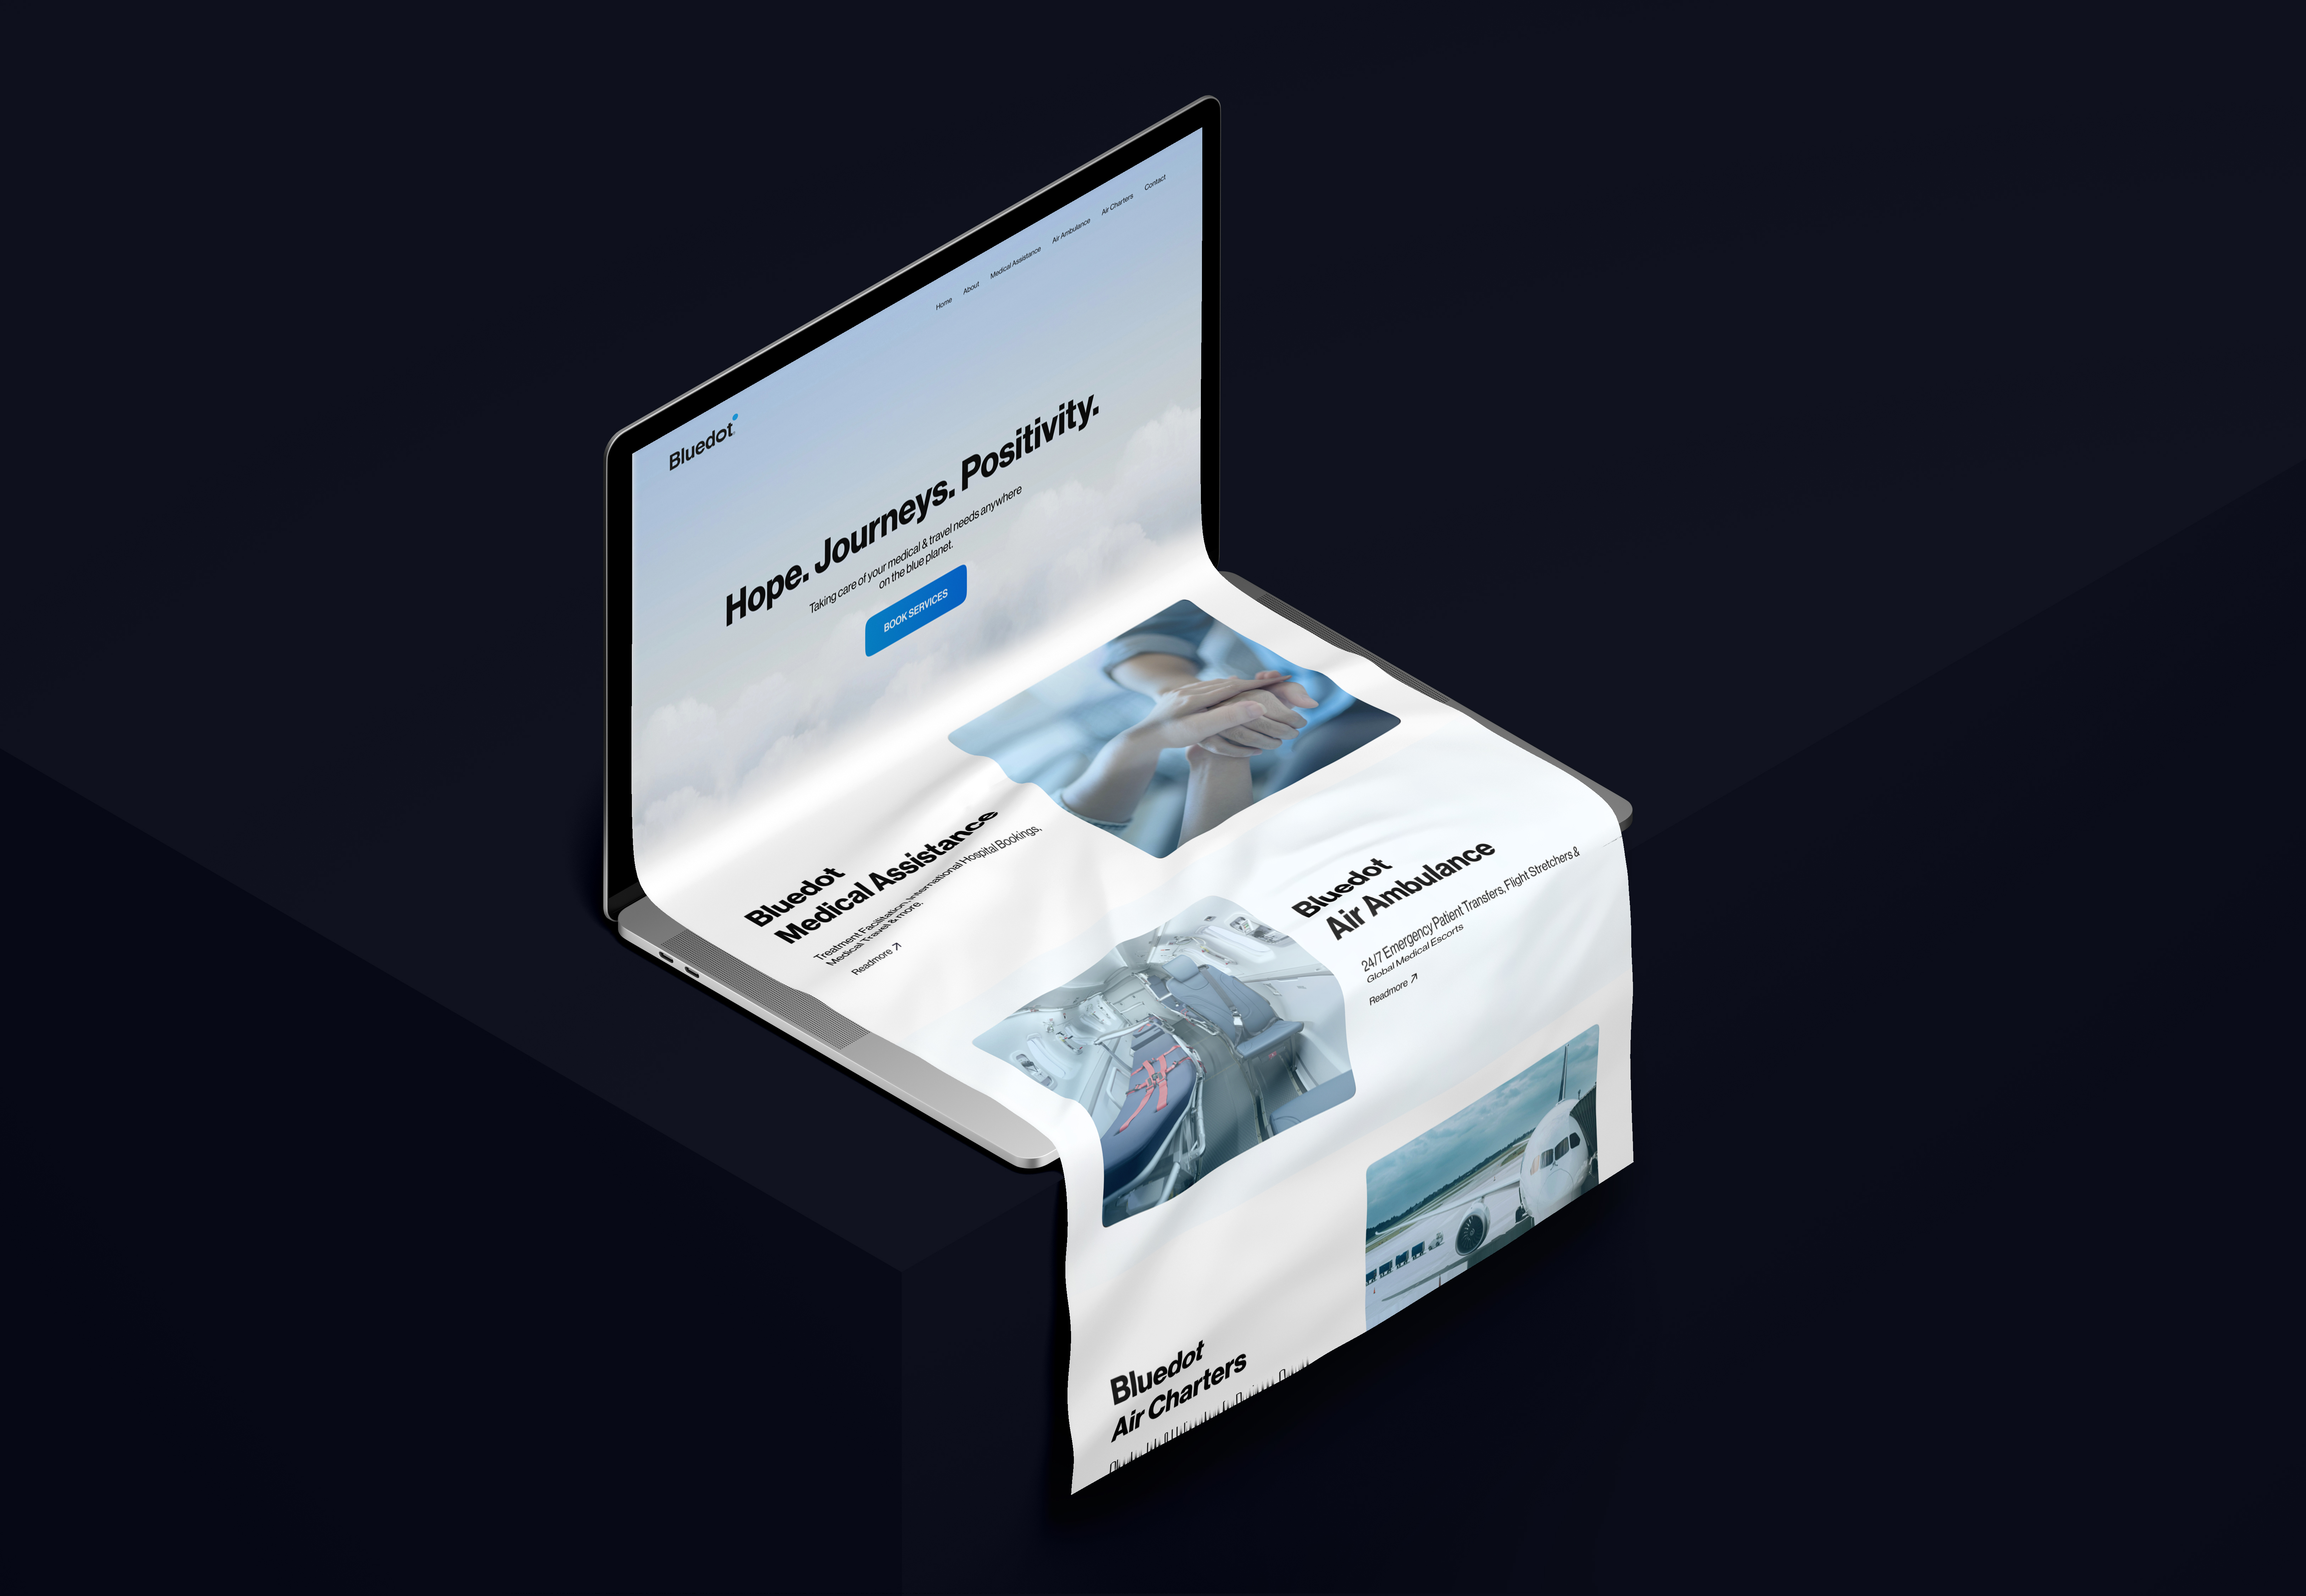 Bluedot
Home About Medical Assistance Air Ambulance Air Charters Contact
Hope. Journeys. Positivity.
Taking care of your medical & travel needs anywhere
on the blue planet.
BOOK SERVICES
Bluedot
Medical Assistance
Treatment Facilitation, International Hospital Bookings,
Medical Travel & more.
Readmore ↗
Bluedot
Air Ambulance
24/7 Emergency Patient Transfers, Flight Stretchers &
Global Medical Escorts
Readmore ↗
Bluedot
Air Charters